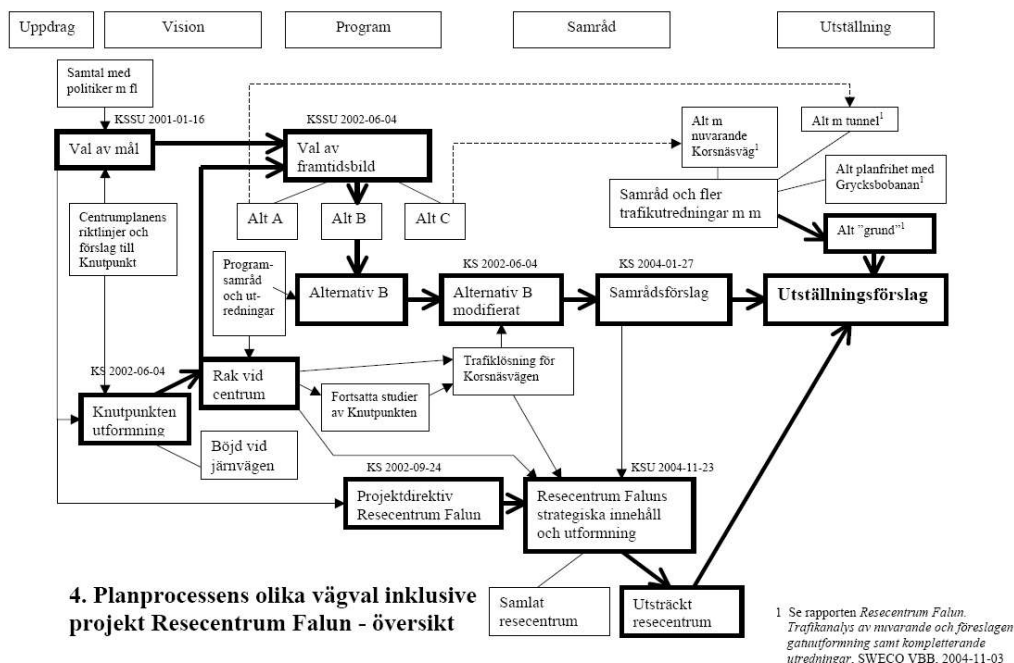 Uppdrag
Vision
Program
Samråd
Utställning
Samtal med
politiker m fl
KSSU 2001-01-16
Val av mål
KSSU 2002-06-04
Val av
framtidsbild
Alt m
nuvarande
Korsnäsväg1
Alt m tunnel1
Alt planfrihet med
Grycksbobanan1
Samråd och fler
trafikutredningar m m
Alt A
Alt B
Alt C
Alt ”grund”1
Centrumplanens
riktlinjer och
förslag till
Knutpunkt
Program-
samråd
och ut-
redningar
Alternativ B
KS 2002-06-04
Alternativ B
modifierat
KS 2004-01-27
Samrådsförslag
Utställningsförslag
KS 2002-06-04
Knutpunkten
utformning
Rak vid
centrum
Trafiklösning för
Korsnäsvägen
Fortsatta studier
av Knutpunkten
Böjd vid
järnvägen
KS 2002-09-24
Projektdirektiv
Resecentrum Falun
KSU 2004-11-23
Resecentrum Faluns
strategiska innehåll
och utformning
Samlat
resecentrum
Utsträckt
resecentrum
4. Planprocessens olika vägval inklusive
projekt Resecentrum Falun - översikt
1 Se rapporten Resecentrum Falun.
Trafikanalys av nuvarande och föreslagen
gatuutformning samt kompletterande
utredningar. SWECO VBB, 2004-11-03